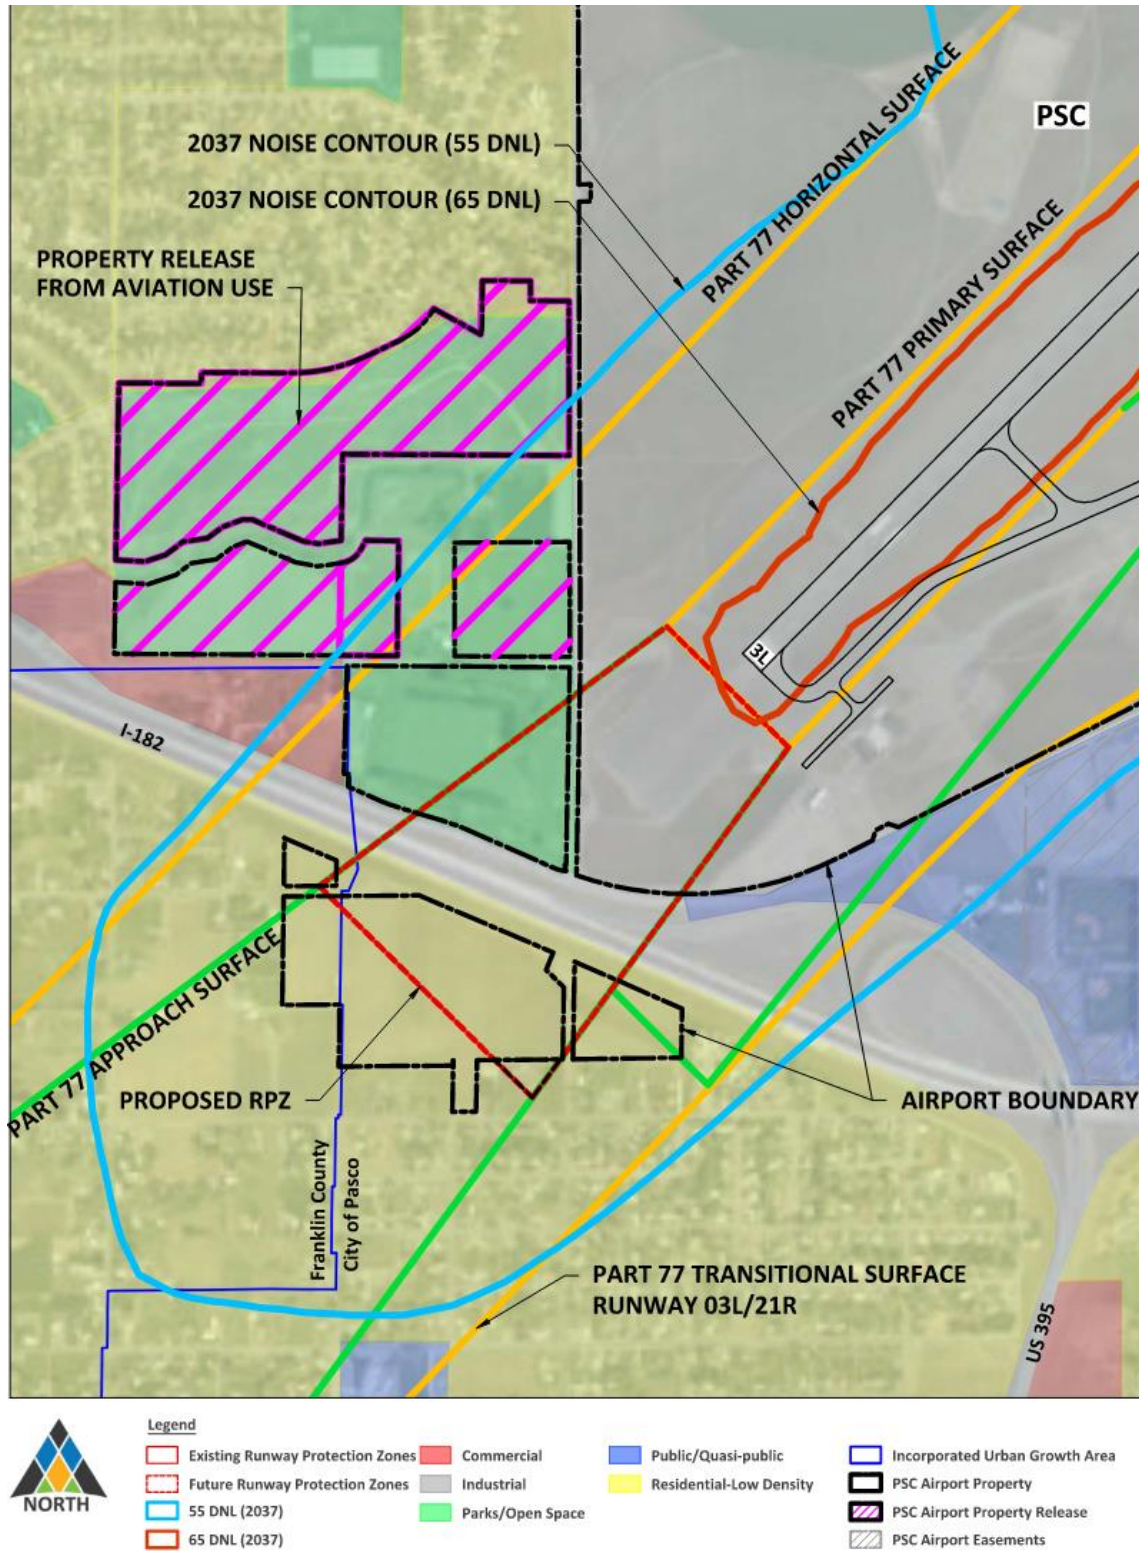 PSC
2037 NOISE CONTOUR (55 DNL)
2037 NOISE CONTOUR (65 DNL)
PART 77 HORIZONTAL SURFACE
PROPERTY RELEASE
FROM AVIATION USE
PART 77 PRIMARY SURFACE
3L
I-182
PART 77 APPROACH SURFACE
PROPOSED RPZ
AIRPORT BOUNDARY
Franklin County
City of Pasco
PART 77 TRANSITIONAL SURFACE
RUNWAY 03L/21R
US 395
NORTH
Legend
Existing Runway Protection Zones
Future Runway Protection Zones
55 DNL (2037)
65 DNL (2037)
Commercial
Industrial
Parks/Open Space
Public/Quasi-public
Residential-Low Density
Incorporated Urban Growth Area
PSC Airport Property
PSC Airport Property Release
PSC Airport Easements